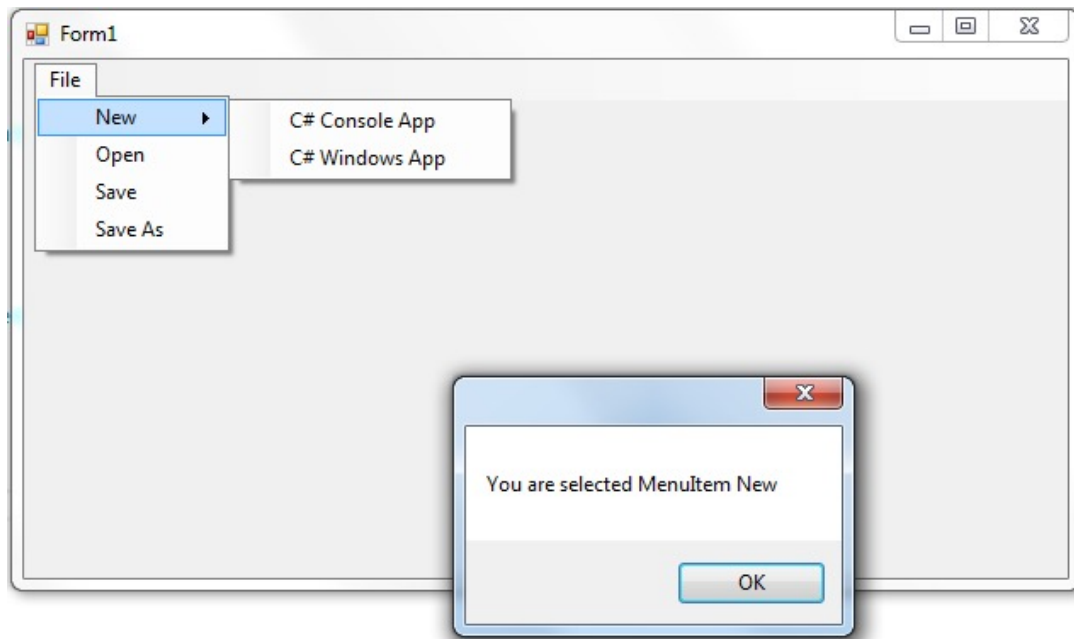 Form1
File
New
C# Console App
Open
C# Windows App
Save
Save As
You are selected MenuItem New
OK